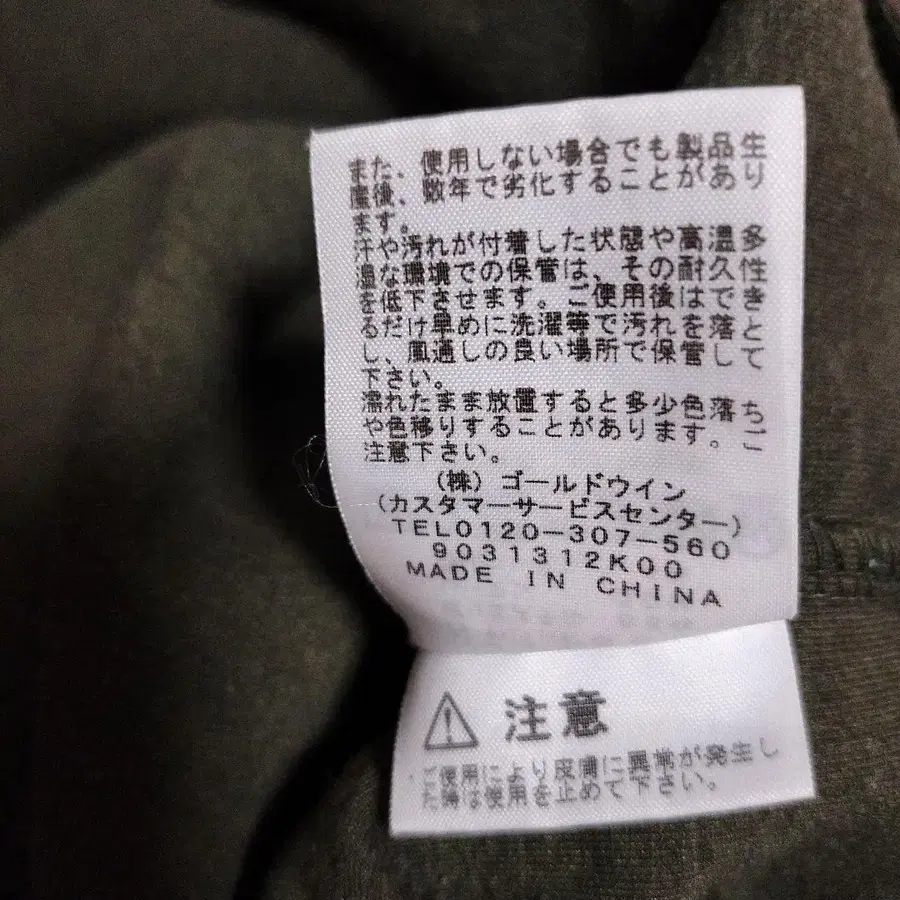 また、使用しない場合でも製品生
産後、数年で劣化することがあり
ます。
汗や汚れが付着した状態や高温多
湿な環境での保管は、その耐久性
を低下させます。ご使用後はでき
るだけ早めに洗濯等で汚れを落と
し、風通しの良い場所で保管して
下さい。
濡れたまま放置すると多少色落ち
や色移りすることがあります。ご
注意下さい。
(株)ゴールドウイン
(カスタマーサービスセンター)
TEL0120-307-560
9031312K00
MADE IN CHINA
注意
ご使用により皮膚に異常が発生し
た時は使用を止めて下さい。